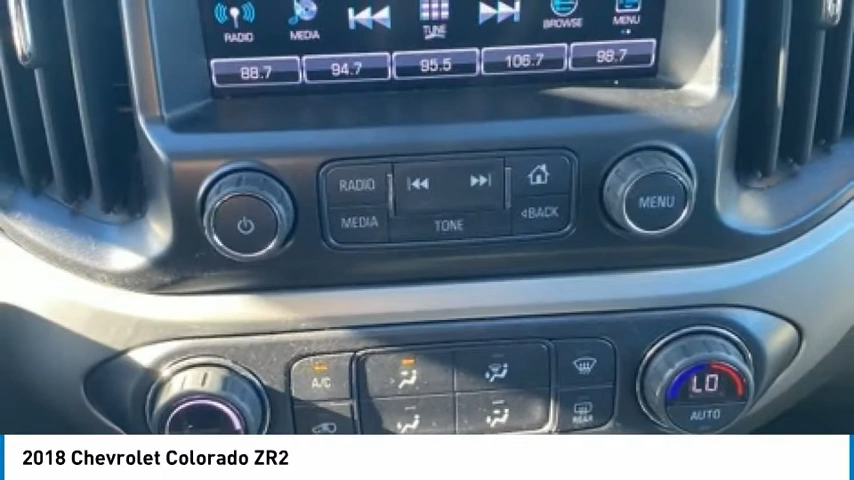 RADIO MEDIA TUNE BROWSE MENU
88.7 94.7 95.5 106.7 98.7
RADIO
MEDIA TONE ◁BACK
MENU
A/C
LO
AUTO
REAR
2018 Chevrolet Colorado ZR2